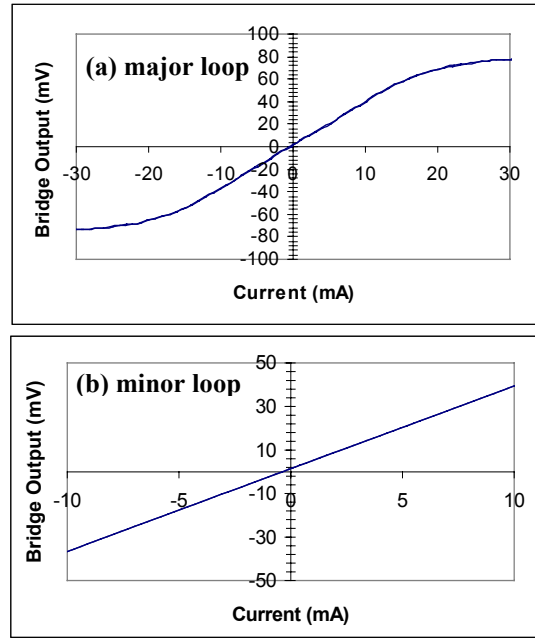 (a) major loop
Bridge Output (mV)
100
80
60
40
20
0
-20
-40
-60
-80
-100
-30 -20 -10 0 10 20 30
Current (mA)
(b) minor loop
Bridge Output (mV)
50
30
10
-10
-30
-50
-10 -5 0 5 10
Current (mA)